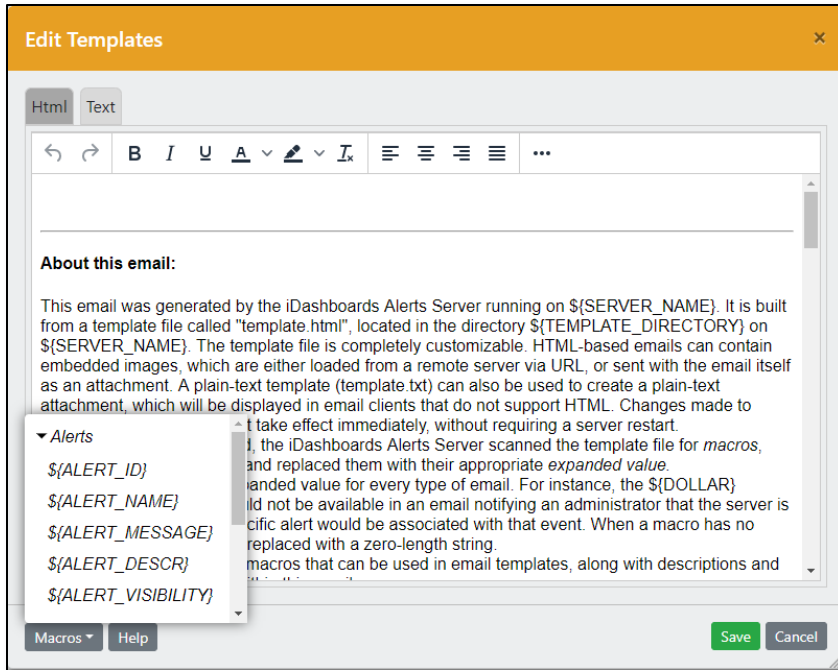 Edit Templates ×
Html Text
B I U A I×
About this email:
This email was generated by the iDashboards Alerts Server running on ${SERVER_NAME}. It is built
from a template file called "template.html", located in the directory ${TEMPLATE_DIRECTORY} on
${SERVER_NAME}. The template file is completely customizable. HTML-based emails can contain
embedded images, which are either loaded from a remote server via URL, or sent with the email itself
as an attachment. A plain-text template (template.txt) can also be used to create a plain-text
attachment, which will be displayed in email clients that do not support HTML. Changes made to
t take effect immediately, without requiring a server restart.
, the iDashboards Alerts Server scanned the template file for macros,
and replaced them with their appropriate expanded value.
panded value for every type of email. For instance, the ${DOLLAR}
uld not be available in an email notifying an administrator that the server is
cific alert would be associated with that event. When a macro has no
replaced with a zero-length string.
macros that can be used in email templates, along with descriptions and
Alerts
${ALERT_ID}
${ALERT_NAME}
${ALERT_MESSAGE}
${ALERT_DESCR}
${ALERT_VISIBILITY}
Macros Help Save Cancel